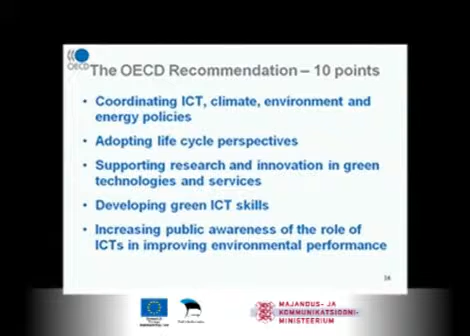 OECD
The OECD Recommendation – 10 points
• Coordinating ICT, climate, environment and
energy policies
• Adopting life cycle perspectives
• Supporting research and innovation in green
technologies and services
• Developing green ICT skills
• Increasing public awareness of the role of
ICTs in improving environmental performance
MAJANDUS- JA
KOMMUNIKATSIOONI-
MINISTEERIUM